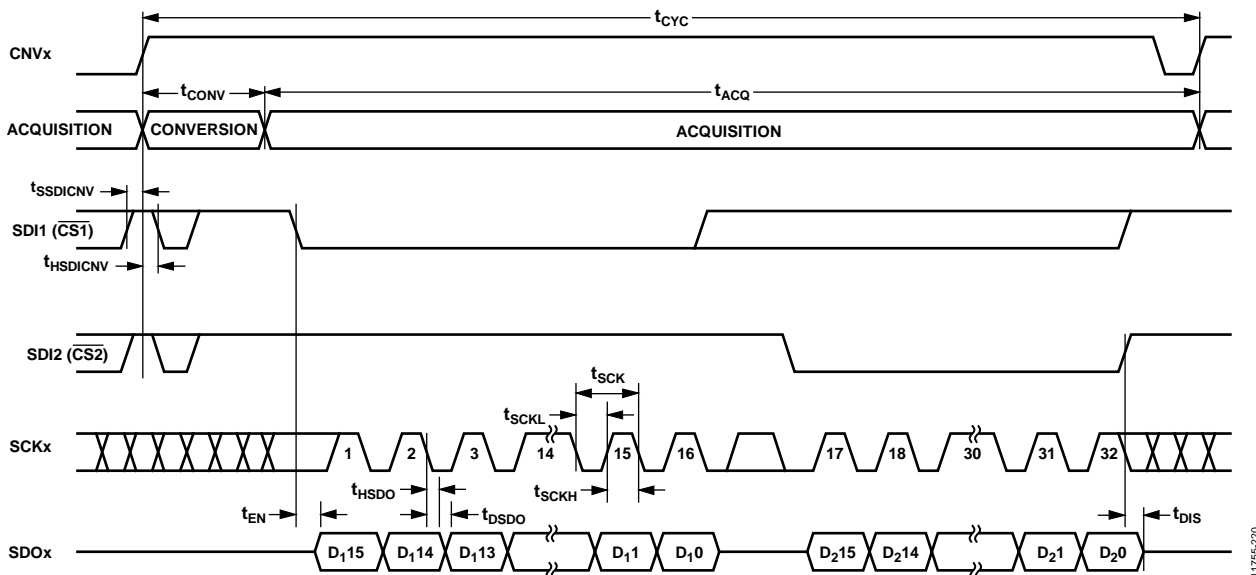 tCYC
CNVx
tCONV
tACQ
ACQUISITION
CONVERSION
ACQUISITION
tSSDICNV
SDI1 (CS1)
tHSDICNV
SDI2 (CS2)
tSCK
tSCKL
SCKx
1 2 3 14 15 16 17 18 30 31 32
tHSDO
tSCKH
tEN
tDSDO
tDIS
SDOx
D115 D114 D113 D11 D10 D215 D214 D21 D20
11756-220